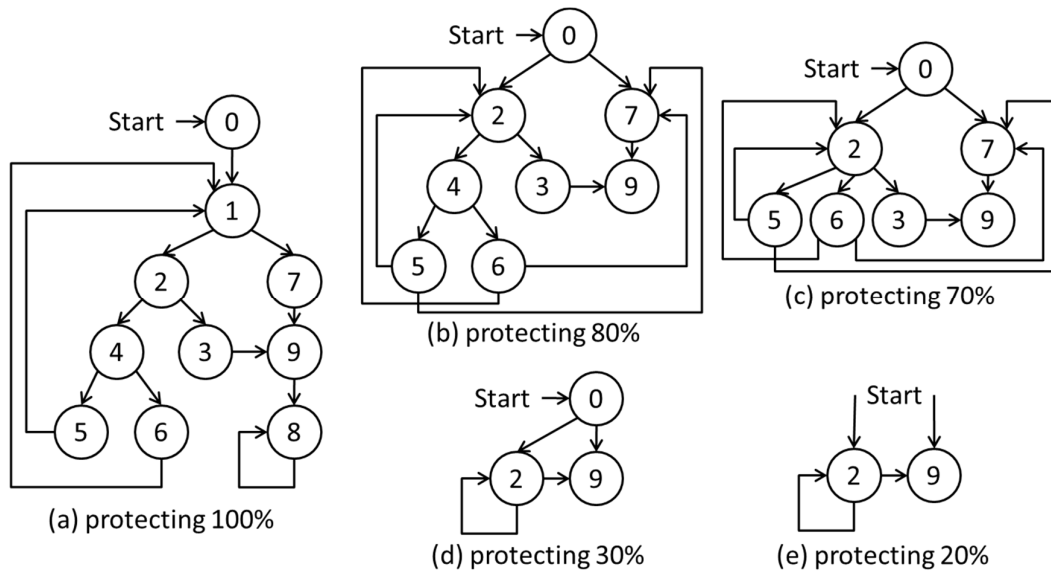 Start 0
1
2 7
4 3 9
5 6 8
(a) protecting 100%
Start 0
2 7
4 3 9
5 6
(b) protecting 80%
Start 0
2 7
5 6 3 9
(c) protecting 70%
Start 0
2 9
(d) protecting 30%
Start
2 9
(e) protecting 20%